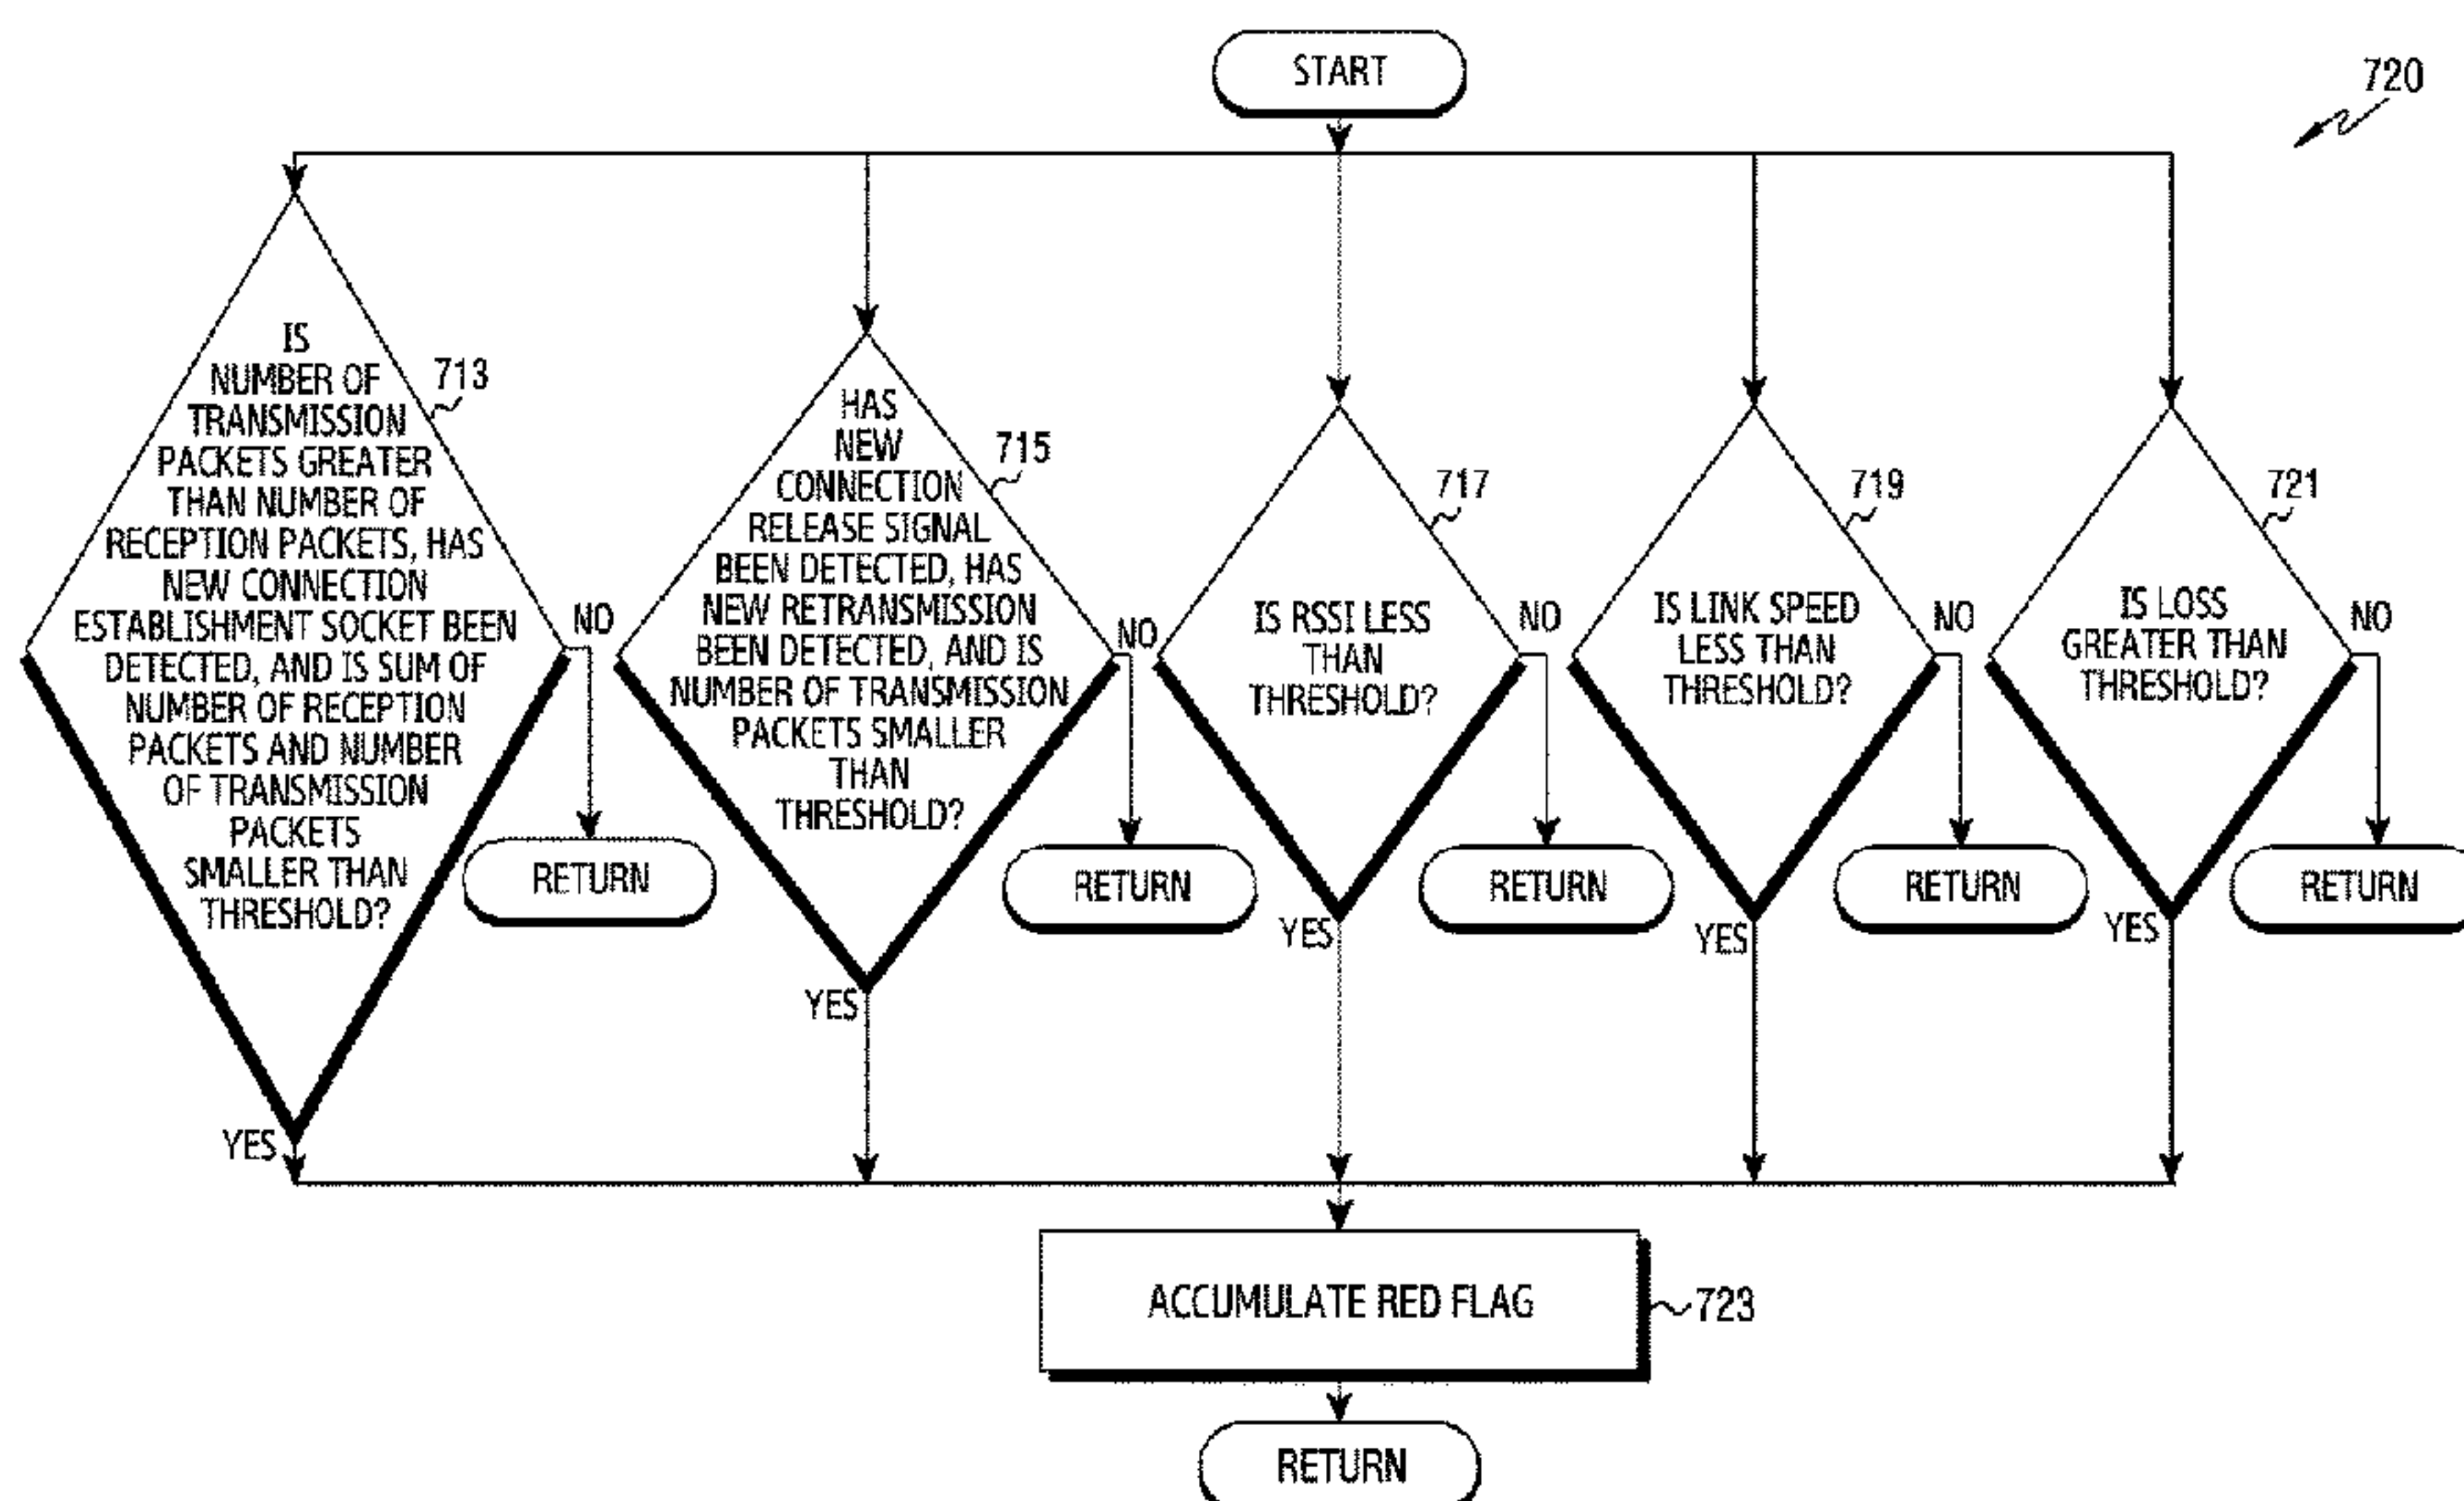 START
720
IS
NUMBER OF
TRANSMISSION
PACKETS GREATER
THAN NUMBER OF
RECEPTION PACKETS, HAS
NEW CONNECTION
ESTABLISHMENT SOCKET BEEN
DETECTED, AND IS SUM OF
NUMBER OF RECEPTION
PACKETS AND NUMBER
OF TRANSMISSION
PACKETS
SMALLER THAN
THRESHOLD?
713
NO
RETURN
YES
HAS
NEW
CONNECTION
RELEASE SIGNAL
BEEN DETECTED, HAS
NEW RETRANSMISSION
BEEN DETECTED, AND IS
NUMBER OF TRANSMISSION
PACKETS SMALLER
THAN
THRESHOLD?
715
NO
RETURN
YES
IS RSSI LESS
THAN
THRESHOLD?
717
NO
RETURN
YES
IS LINK SPEED
LESS THAN
THRESHOLD?
719
NO
RETURN
YES
IS LOSS
GREATER THAN
THRESHOLD?
721
NO
RETURN
YES
ACCUMULATE RED FLAG
723
RETURN